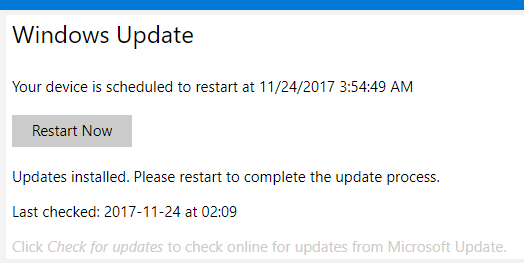 Windows Update
Your device is scheduled to restart at 11/24/2017 3:54:49 AM
Restart Now
Updates installed. Please restart to complete the update process.
Last checked: 2017-11-24 at 02:09
Click Check for updates to check online for updates from Microsoft Update.